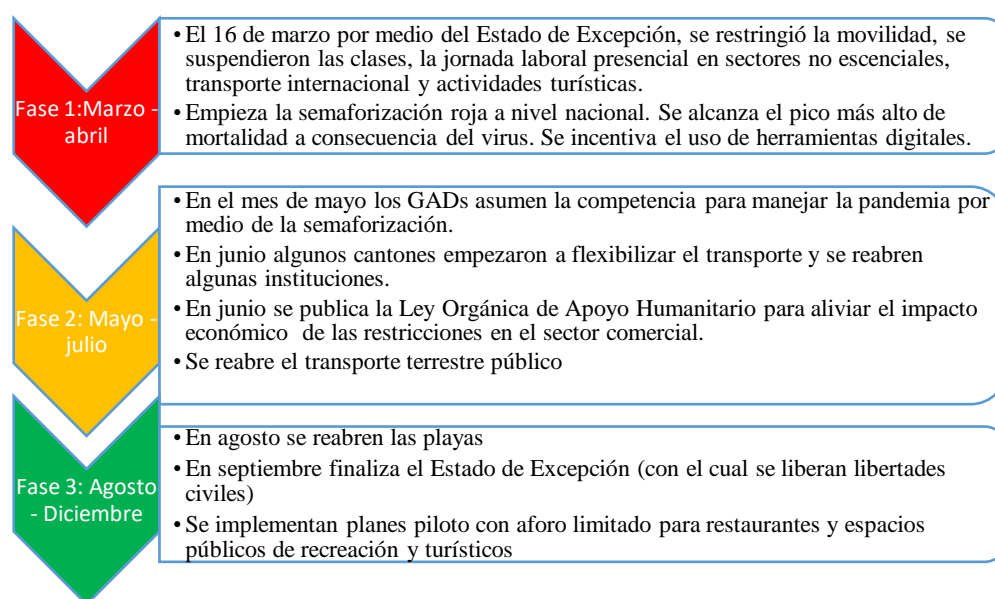 Fase 1:Marzo -
abril
• El 16 de marzo por medio del Estado de Excepción, se restringió la movilidad, se
suspendieron las clases, la jornada laboral presencial en sectores no escenciales,
transporte internacional y actividades turísticas.
• Empieza la semaforización roja a nivel nacional. Se alcanza el pico más alto de
mortalidad a consecuencia del virus. Se incentiva el uso de herramientas digitales.
Fase 2: Mayo -
julio
• En el mes de mayo los GADs asumen la competencia para manejar la pandemia por
medio de la semaforización.
• En junio algunos cantones empezaron a flexibilizar el transporte y se reabren
algunas instituciones.
• En junio se publica la Ley Orgánica de Apoyo Humanitario para aliviar el impacto
económico de las restricciones en el sector comercial.
• Se reabre el transporte terrestre público
Fase 3: Agosto
- Diciembre
• En agosto se reabren las playas
• En septiembre finaliza el Estado de Excepción (con el cual se liberan libertades
civiles)
• Se implementan planes piloto con aforo limitado para restaurantes y espacios
públicos de recreación y turísticos